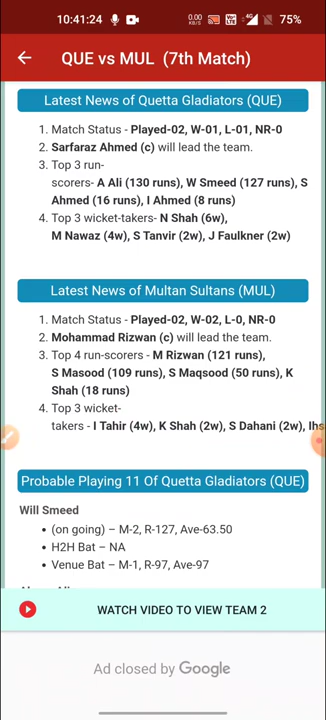 10:41:24 0.00 KB/S Vo LTE 4G 75%
QUE vs MUL (7th Match)
Latest News of Quetta Gladiators (QUE)
1. Match Status - Played-02, W-01, L-01, NR-0
2. Sarfaraz Ahmed (c) will lead the team.
3. Top 3 run-
scorers- A Ali (130 runs), W Smeed (127 runs), S
Ahmed (16 runs), I Ahmed (8 runs)
4. Top 3 wicket-takers- N Shah (6w),
M Nawaz (4w), S Tanvir (2w), J Faulkner (2w)
Latest News of Multan Sultans (MUL)
1. Match Status - Played-02, W-02, L-0, NR-0
2. Mohammad Rizwan (c) will lead the team.
3. Top 4 run-scorers - M Rizwan (121 runs),
S Masood (109 runs), S Maqsood (50 runs), K
Shah (18 runs)
4. Top 3 wicket-
takers - I Tahir (4w), K Shah (2w), S Dahani (2w), Ihs
Probable Playing 11 Of Quetta Gladiators (QUE)
Will Smeed
• (on going) – M-2, R-127, Ave-63.50
• H2H Bat – NA
• Venue Bat – M-1, R-97, Ave-97
WATCH VIDEO TO VIEW TEAM 2
Ad closed by Google